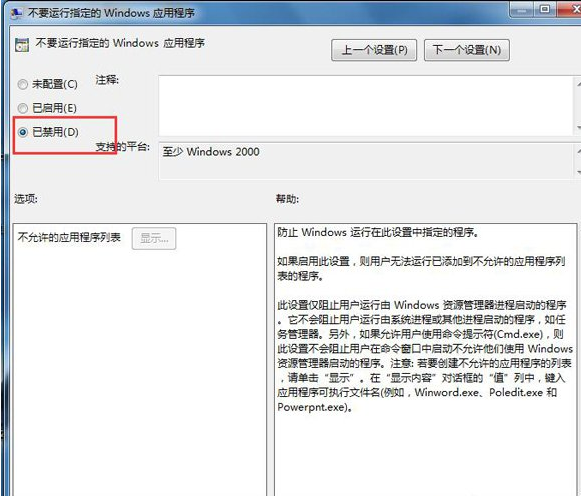 不要运行指定的 Windows 应用程序
不要运行指定的 Windows 应用程序
上一个设置(P)
下一个设置(N)
未配置(C)
注释:
已启用(E)
已禁用(D)
支持的平台:
至少 Windows 2000
选项:
帮助:
不允许的应用程序列表
显示...
防止 Windows 运行在此设置中指定的程序。
如果启用此设置，则用户无法运行已添加到不允许的应用程序列
表的程序。
此设置仅阻止用户运行由 Windows 资源管理器进程启动的程序
。它不会阻止用户运行由系统进程或其他进程启动的程序，如任
务管理器。另外，如果允许用户使用命令提示符(Cmd.exe)，则
此设置不会阻止用户在命令窗口中启动不允许他们使用 Windows
资源管理器启动的程序。注意: 若要创建不允许的应用程序的列表
，请单击“显示”。在“显示内容”对话框的“值”列中，键入
应用程序可执行文件名(例如，Winword.exe、Poledit.exe 和
Powerpnt.exe)。